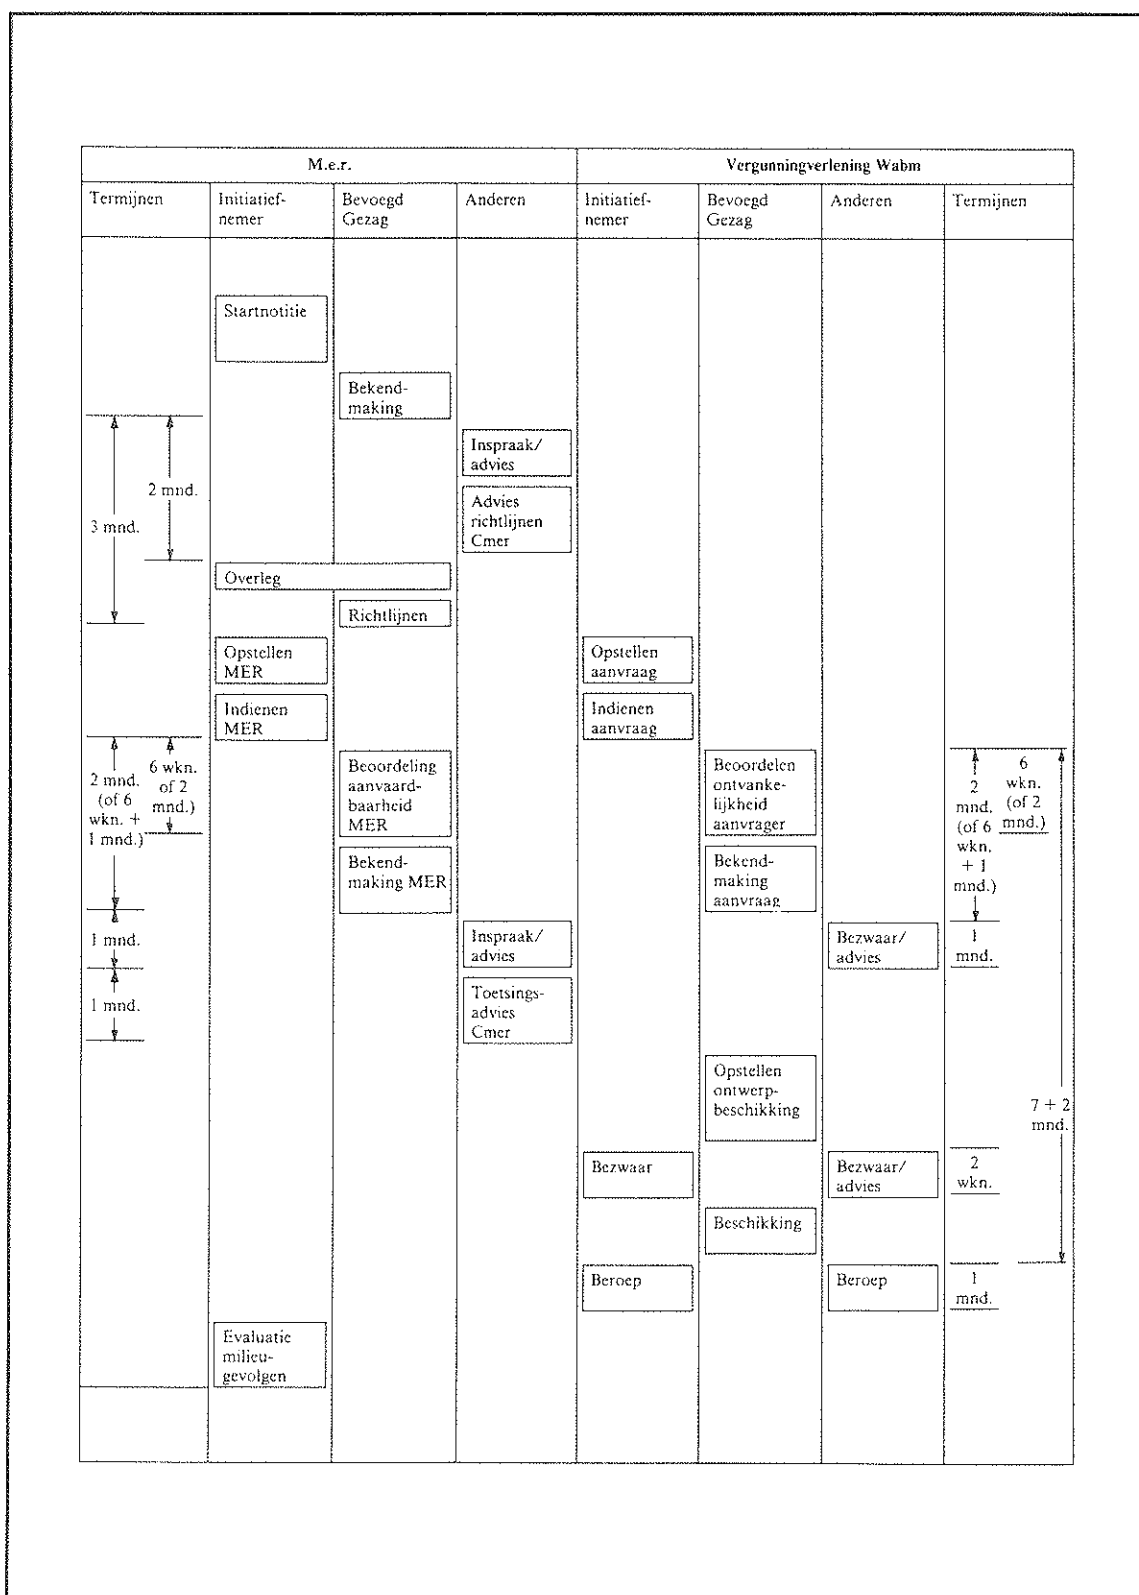 M.e.r.
Vergunningverlening Wabm
Termijnen
Initiatief-
nemer
Bevoegd
Gezag
Anderen
Initiatief-
nemer
Bevoegd
Gezag
Anderen
Termijnen
Startnotitie
Bekend-
making
Inspraak/
advies
2 mnd.
3 mnd.
Advies
richtlijnen
Cmer
Overleg
Richtlijnen
Opstellen
MER
Opstellen
aanvraag
Indienen
MER
Indienen
aanvraag
2 mnd.
(of 6
wkn. +
1 mnd.)
6 wkn.
of 2
mnd.)
Beoordeling
aanvaard-
baarheid
MER
Beoordelen
ontvanke-
lijkheid
aanvrager
2
mnd.
(of 6
wkn.
+ 1
mnd.)
6
wkn.
(of 2
mnd.)
Bekend-
making MER
Bekend-
making
aanvraag
1 mnd.
Inspraak/
advies
Bezwaar/
advies
1
mnd.
1 mnd.
Toetsings-
advies
Cmer
Opstellen
ontwerp-
beschikking
7 + 2
mnd.
Bezwaar
Bezwaar/
advies
2
wkn.
Beschikking
Beroep
Beroep
1
mnd.
Evaluatie
milieu-
gevolgen